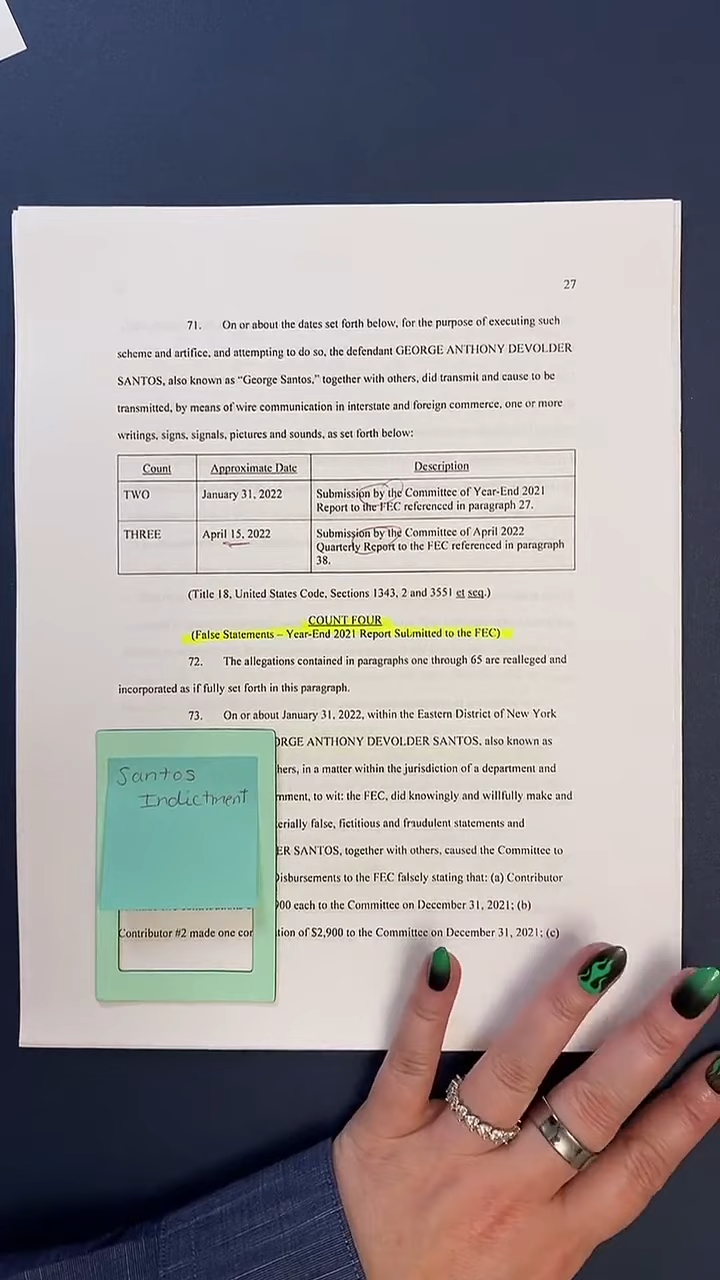 27
71. On or about the dates set forth below, for the purpose of executing such
scheme and artifice, and attempting to do so, the defendant GEORGE ANTHONY DEVOLDER
SANTOS, also known as "George Santos," together with others, did transmit and cause to be
transmitted, by means of wire communication in interstate and foreign commerce, one or more
writings, signs, signals, pictures and sounds, as set forth below:
Count Approximate Date Description
TWO January 31, 2022 Submission by the Committee of Year-End 2021
Report to the FEC referenced in paragraph 27.
THREE April 15, 2022 Submission by the Committee of April 2022
Quarterly Report to the FEC referenced in paragraph
38.
(Title 18, United States Code, Sections 1343, 2 and 3551 et seq.)
COUNT FOUR
(False Statements – Year-End 2021 Report Submitted to the FEC)
72. The allegations contained in paragraphs one through 65 are realleged and
incorporated as if fully set forth in this paragraph.
73. On or about January 31, 2022, within the Eastern District of New York
ORGE ANTHONY DEVOLDER SANTOS, also known as
hers, in a matter within the jurisdiction of a department and
nment, to wit: the FEC, did knowingly and willfully make and
erially false, fictitious and fraudulent statements and
ER SANTOS, together with others, caused the Committee to
Disbursements to the FEC falsely stating that: (a) Contributor
900 each to the Committee on December 31, 2021; (b)
Contributor #2 made one con tion of $2,900 to the Committee on December 31, 2021; (c)
Santos
Indictment